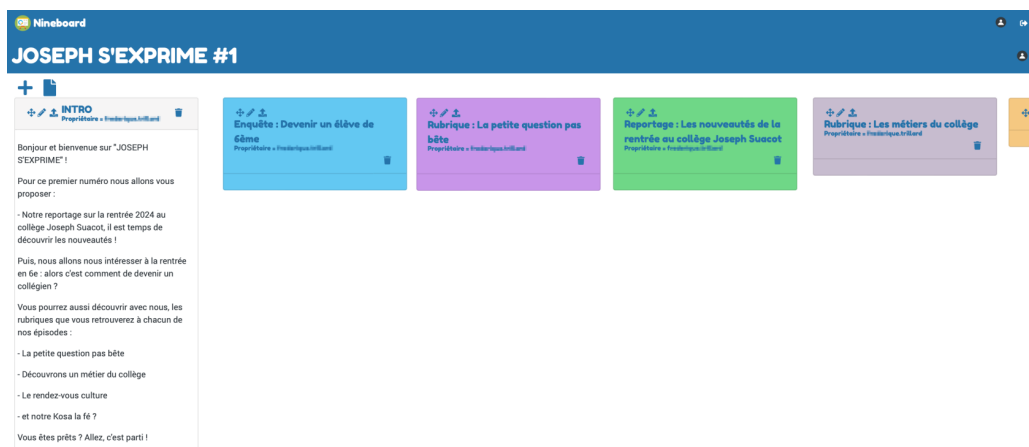 Nineboard
JOSEPH S'EXPRIME #1
INTRO
Propriétaire :
Bonjour et bienvenue sur "JOSEPH
S'EXPRIME" !
Pour ce premier numéro nous allons vous
proposer :
- Notre reportage sur la rentrée 2024 au
collège Joseph Suacot, il est temps de
découvrir les nouveautés !
Puis, nous allons nous intéresser à la rentrée
en 6e : alors c'est comment de devenir un
collégien ?
Vous pourrez aussi découvrir avec nous, les
rubriques que vous retrouverez à chacun de
nos épisodes :
- La petite question pas bête
- Découvrons un métier du collège
- Le rendez-vous culture
- et notre Kosa la fé ?
Vous êtes prêts ? Allez, c'est parti !
Enquête : Devenir un élève de
6ème
Propriétaire :
Rubrique : La petite question pas
bête
Propriétaire :
Reportage : Les nouveautés de la
rentrée au collège Joseph Suacot
Propriétaire :
Rubrique : Les métiers du collège
Propriétaire :